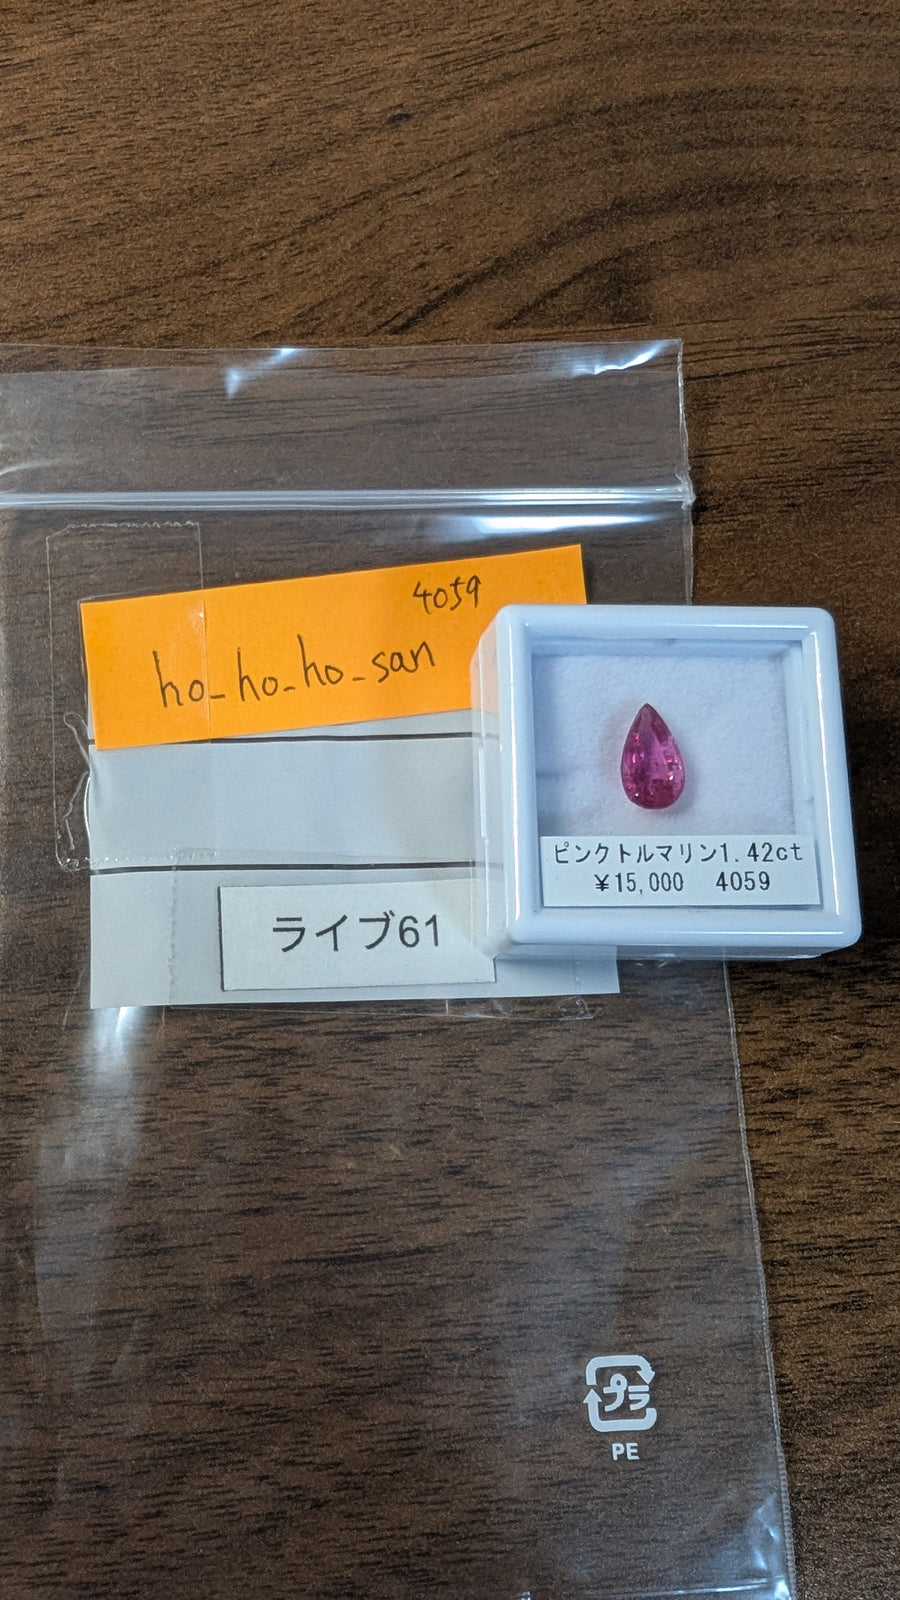 4059
ho_ho_ho_san
ピンクトルマリン1.42ct
¥15,000 4059
ライブ61
プラ
PE